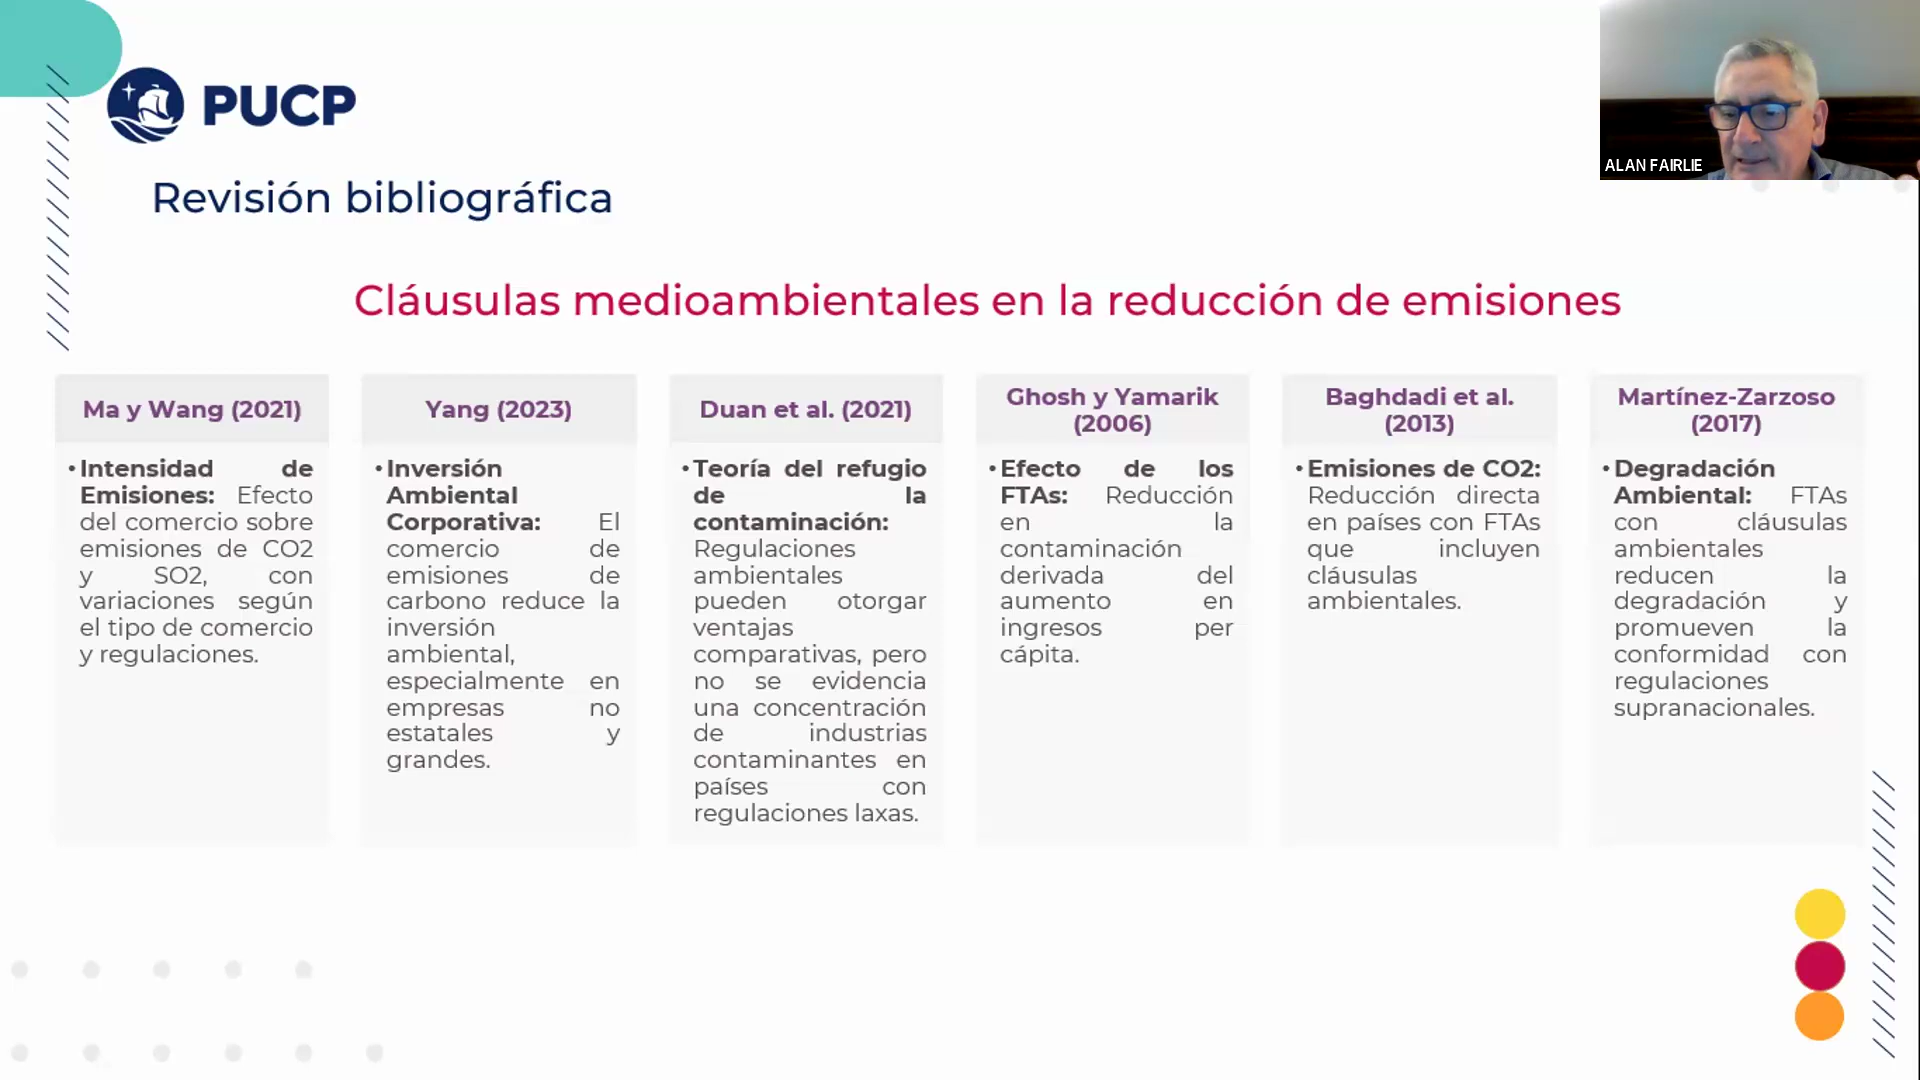 PUCP
ALAN FAIRLIE
Revisión bibliográfica
Cláusulas medioambientales en la reducción de emisiones
Ma y Wang (2021)
• Intensidad de
Emisiones: Efecto
del comercio sobre
emisiones de CO2
y SO2, con
variaciones según
el tipo de comercio
y regulaciones.
Yang (2023)
• Inversión
Ambiental
Corporativa: El
comercio de
emisiones de
carbono reduce la
inversión
ambiental,
especialmente en
empresas no
estatales y
grandes.
Duan et al. (2021)
• Teoría del refugio
de la
contaminación:
Regulaciones
ambientales
pueden otorgar
ventajas
comparativas, pero
no se evidencia
una concentración
de industrias
contaminantes en
países con
regulaciones laxas.
Ghosh y Yamarik
(2006)
• Efecto de los
FTAs: Reducción
en la
contaminación
derivada del
aumento en
ingresos per
cápita.
Baghdadi et al.
(2013)
• Emisiones de CO2:
Reducción directa
en países con FTAs
que incluyen
cláusulas
ambientales.
Martínez-Zarzoso
(2017)
• Degradación
Ambiental: FTAs
con cláusulas
ambientales
reducen la
degradación y
promueven la
conformidad con
regulaciones
supranacionales.